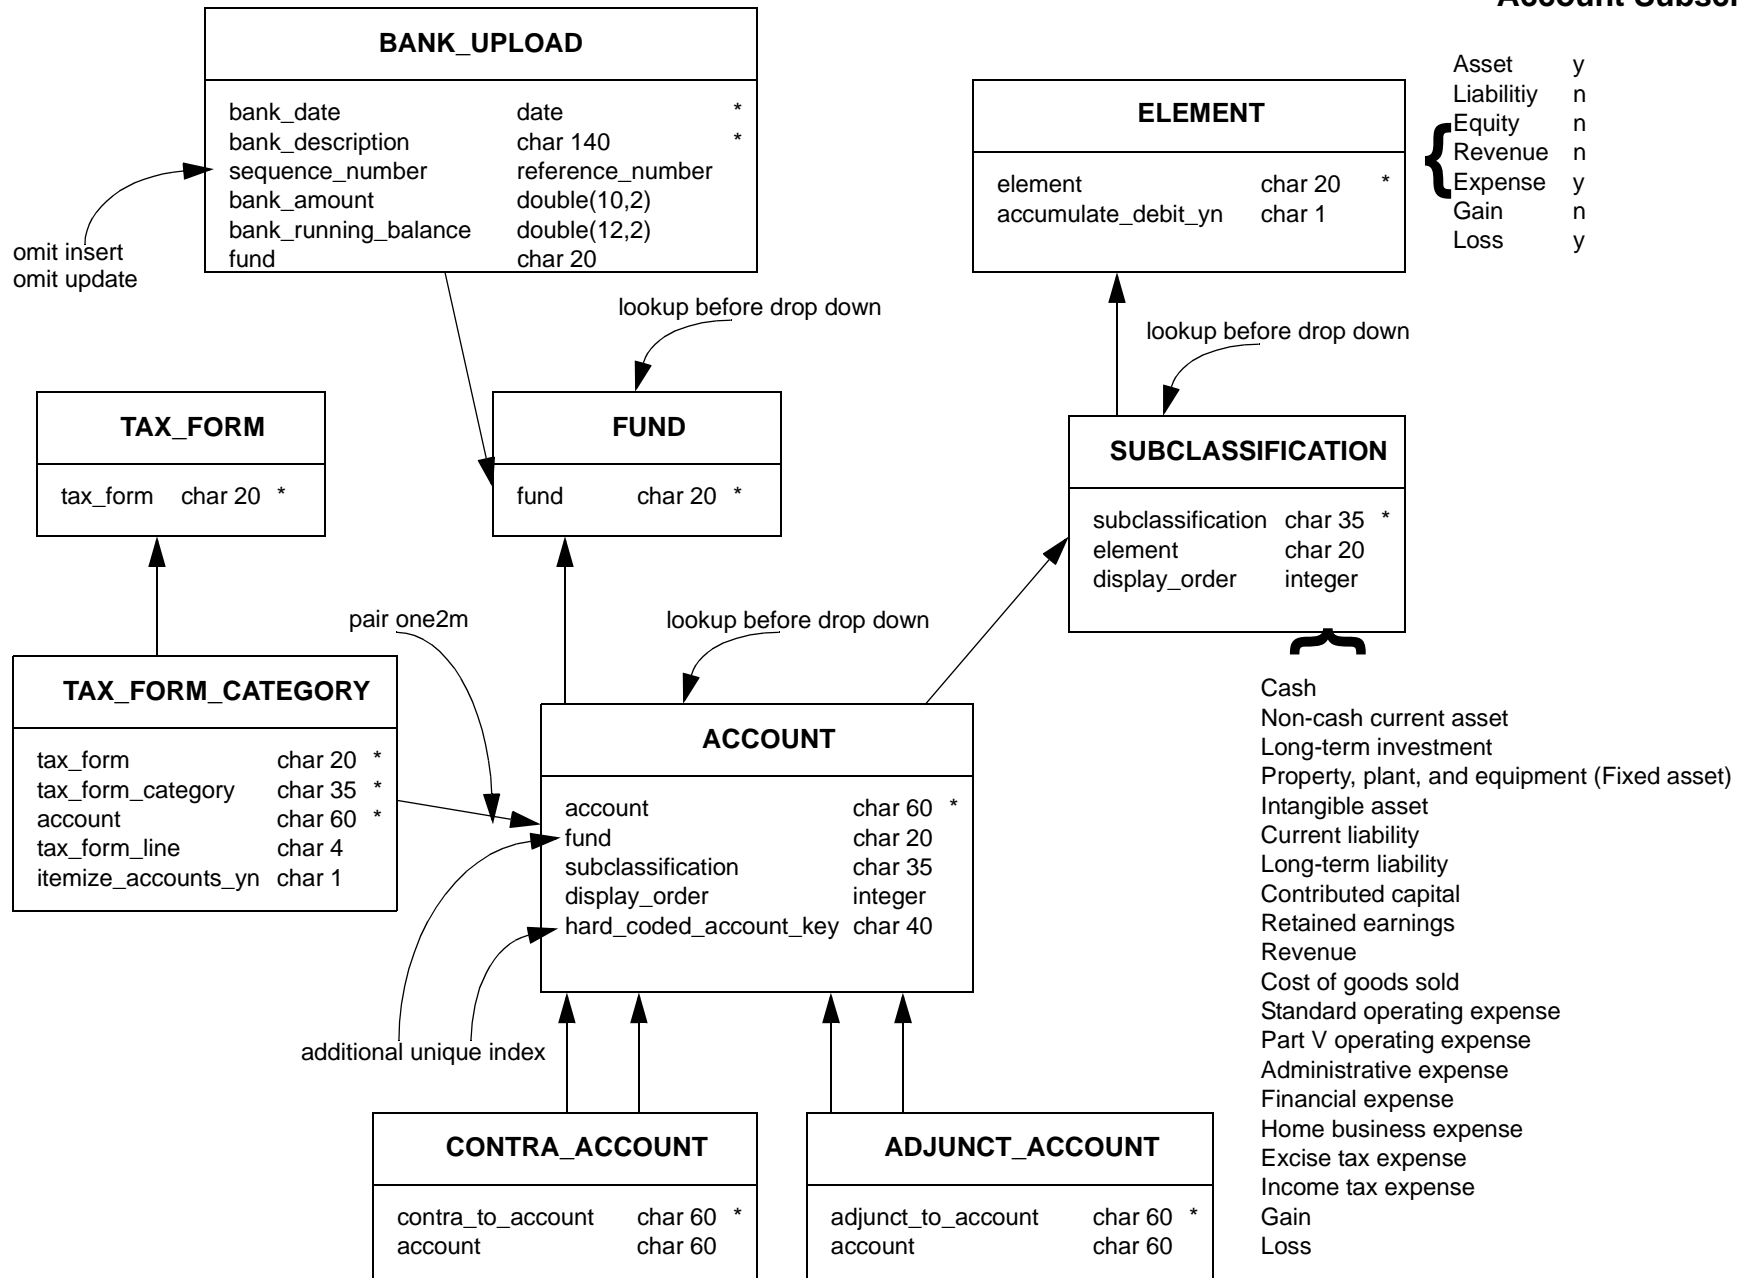 Account Subscr
BANK_UPLOAD
bank_date date *
bank_description char 140 *
sequence_number reference_number
bank_amount double(10,2)
bank_running_balance double(12,2)
fund char 20
omit insert
omit update
ELEMENT
element char 20 *
accumulate_debit_yn char 1
Asset y
Liabilitiy n
Equity n
Revenue n
Expense y
Gain n
Loss y
lookup before drop down
lookup before drop down
TAX_FORM
tax_form char 20 *
FUND
fund char 20 *
SUBCLASSIFICATION
subclassification char 35 *
element char 20
display_order integer
pair one2m
lookup before drop down
TAX_FORM_CATEGORY
tax_form char 20 *
tax_form_category char 35 *
account char 60 *
tax_form_line char 4
itemize_accounts_yn char 1
ACCOUNT
account char 60 *
fund char 20
subclassification char 35
display_order integer
hard_coded_account_key char 40
additional unique index
Cash
Non-cash current asset
Long-term investment
Property, plant, and equipment (Fixed asset)
Intangible asset
Current liability
Long-term liability
Contributed capital
Retained earnings
Revenue
Cost of goods sold
Standard operating expense
Part V operating expense
Administrative expense
Financial expense
Home business expense
Excise tax expense
Income tax expense
Gain
Loss
CONTRA_ACCOUNT
contra_to_account char 60 *
account char 60
ADJUNCT_ACCOUNT
adjunct_to_account char 60 *
account char 60